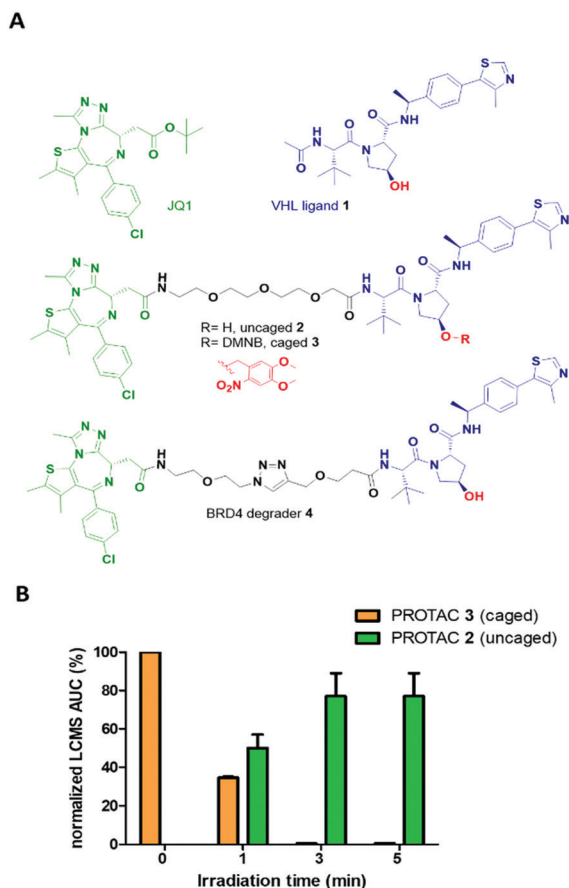 A
JQ1
VHL ligand 1
R= H, uncaged 2
R= DMNB, caged 3
BRD4 degrader 4
B
PROTAC 3 (caged)
PROTAC 2 (uncaged)
normalized LCMS AUC (%)
100
80
60
40
20
0
0 1 3 5
Irradiation time (min)